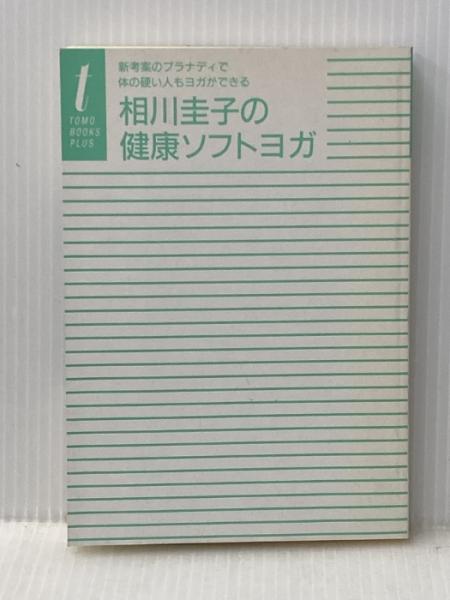 t
TOMO
BOOKS
PLUS
新考案のプラナディで
体の硬い人もヨガができる
相川圭子の
健康ソフトヨガ